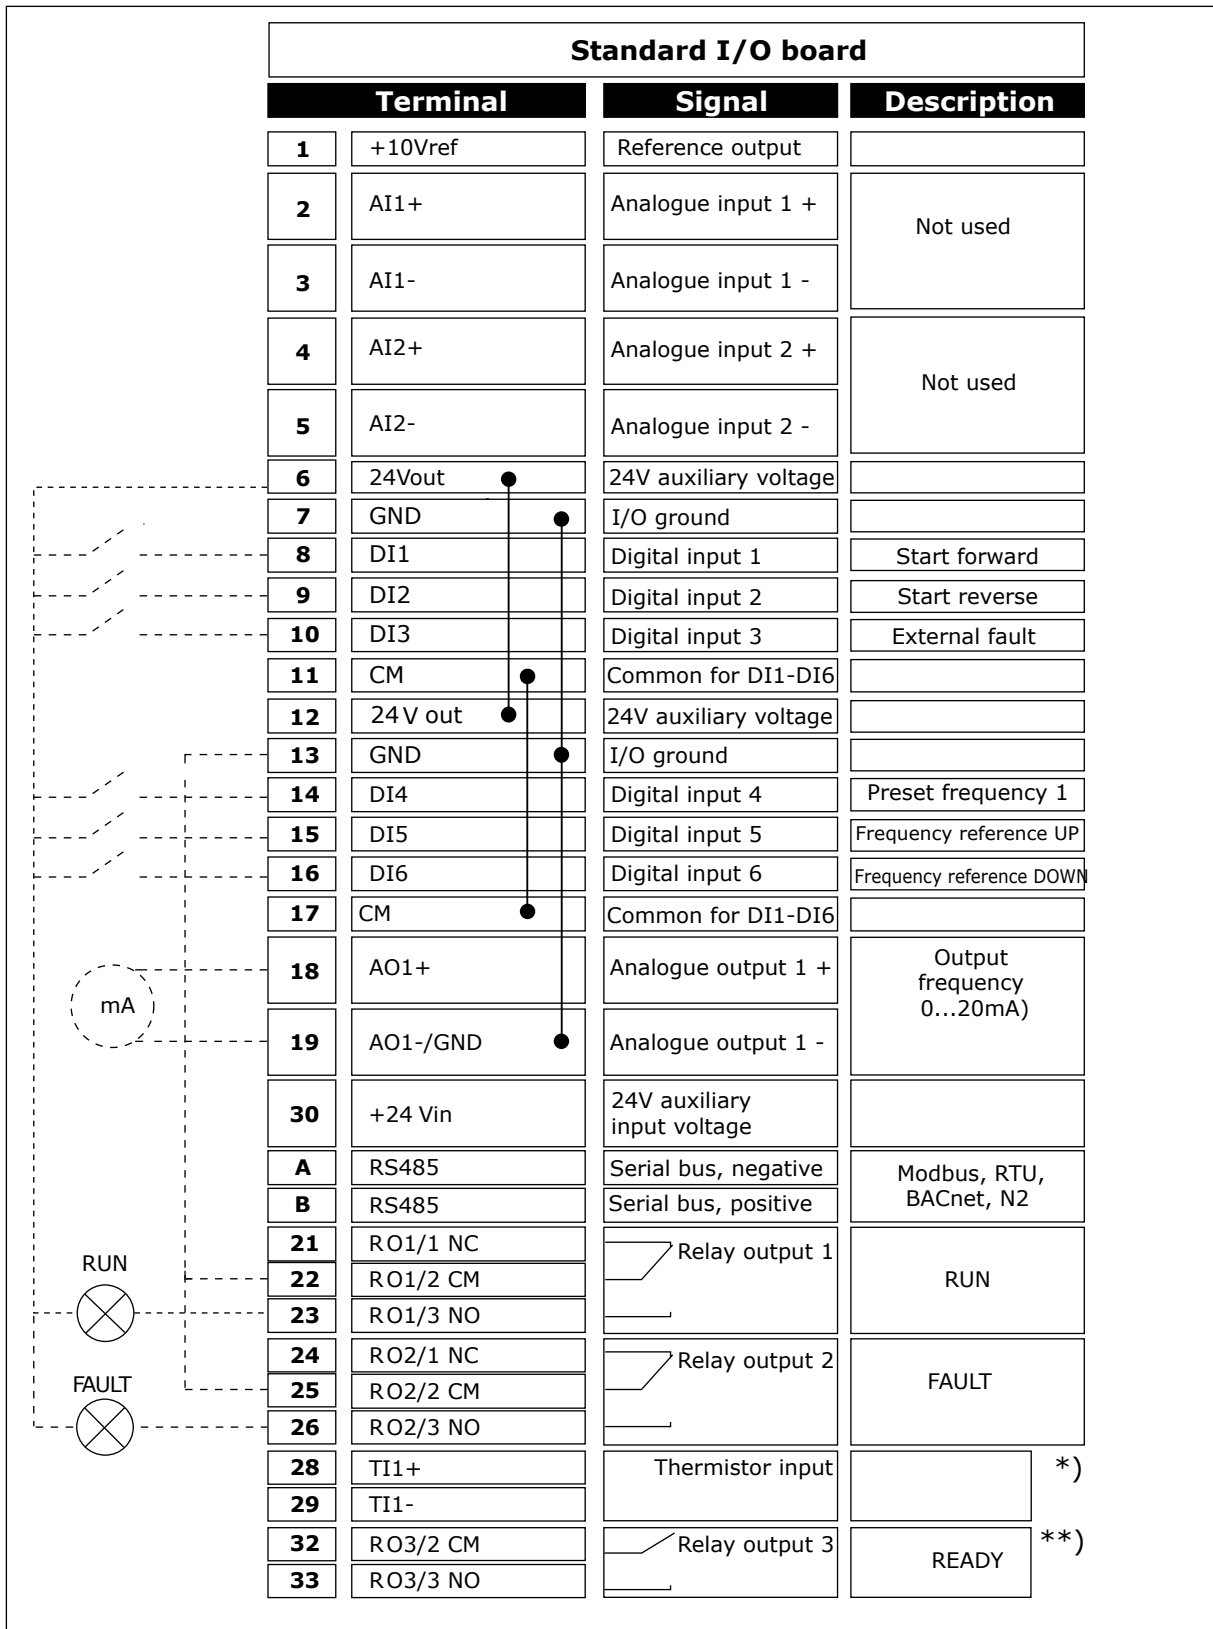 Standard I/O board
Terminal Signal Description
1 +10Vref Reference output
2 AI1+ Analogue input 1 +
Not used
3 AI1- Analogue input 1 -
4 AI2+ Analogue input 2 +
Not used
5 AI2- Analogue input 2 -
6 24Vout 24V auxiliary voltage
7 GND I/O ground
8 DI1 Digital input 1 Start forward
9 DI2 Digital input 2 Start reverse
10 DI3 Digital input 3 External fault
11 CM Common for DI1-DI6
12 24V out 24V auxiliary voltage
13 GND I/O ground
14 DI4 Digital input 4 Preset frequency 1
15 DI5 Digital input 5 Frequency reference UP
16 DI6 Digital input 6 Frequency reference DOWN
17 CM Common for DI1-DI6
18 AO1+ Analogue output 1 +
Output
frequency
0...20mA)
mA
19 AO1-/GND Analogue output 1 -
30 +24 Vin 24V auxiliary
input voltage
A RS485 Serial bus, negative
Modbus, RTU,
BACnet, N2
B RS485 Serial bus, positive
21 RO1/1 NC Relay output 1
RUN
22 RO1/2 CM RUN
23 RO1/3 NO
24 RO2/1 NC Relay output 2
FAULT
25 RO2/2 CM FAULT
26 RO2/3 NO
28 TI1+ Thermistor input *)
29 TI1-
32 RO3/2 CM Relay output 3 **)
READY
33 RO3/3 NO